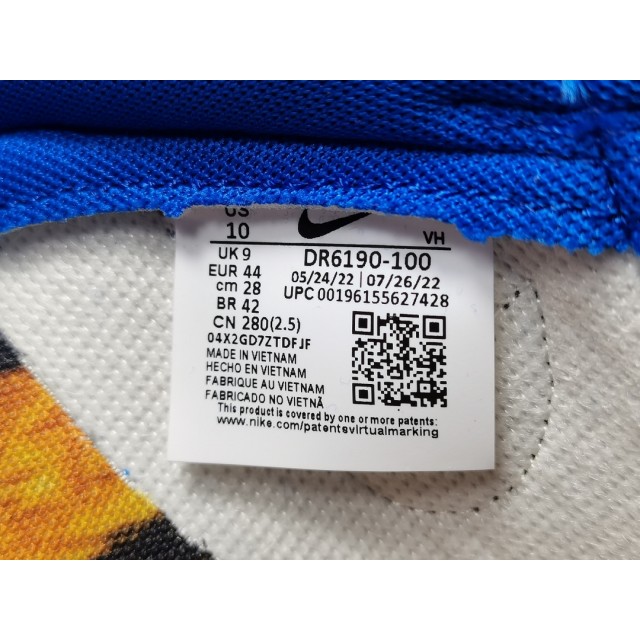 US
10
VH
UK 9
DR6190-100
EUR 44
05/24/22 | 07/26/22
cm 28
UPC 00196155627428
BR 42
CN 280(2.5)
04X2GD7ZTDFJF
MADE IN VIETNAM
HECHO EN VIETNAM
FABRIQUE AU VIETNAM
FABRICADO NO VIETNÃ
This product is covered by one or more patents:
www.nike.com/patentsvirtualmarking